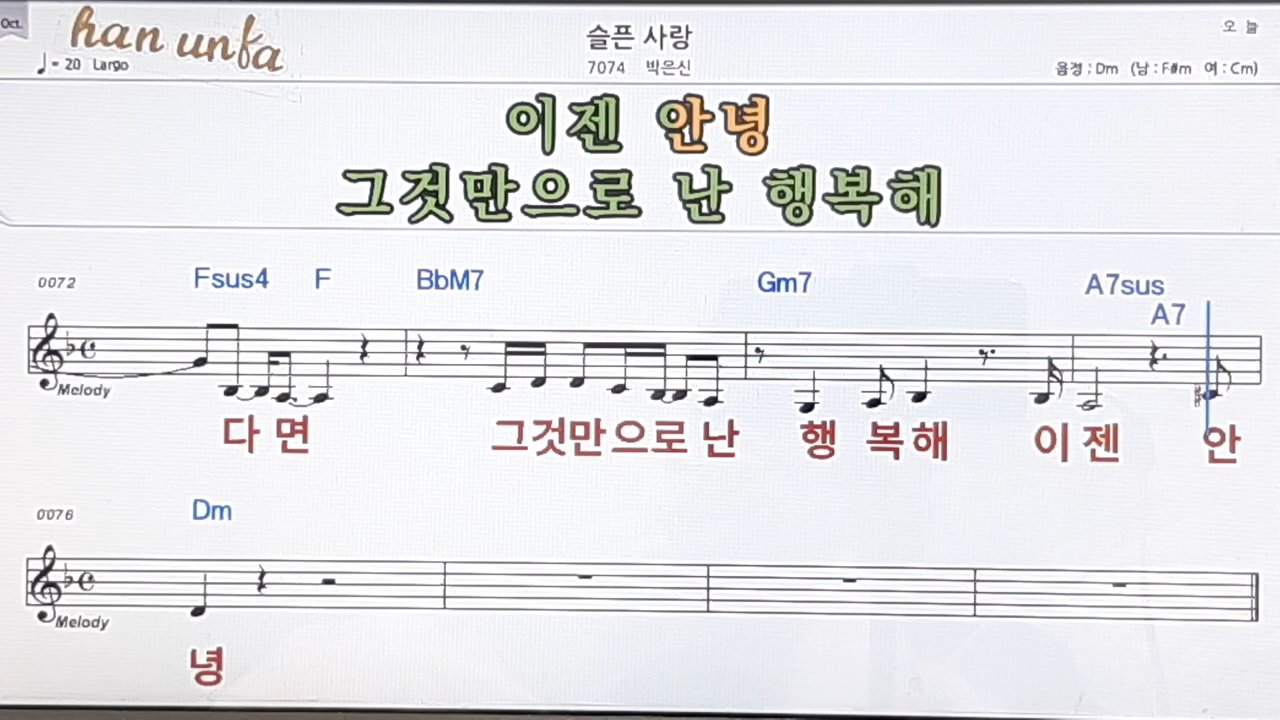 Oct.
han unfa
오 늘
슬픈 사랑
♩= 20 Largo
7074 박은신
음정 : Dm (남 : F#m 여 : Cm)
이젠 안녕
그것만으로 난 행복해
0072 Fsus4 F BbM7 Gm7 A7sus
A7
Melody
다 면 그것만으로 난 행 복해 이 젠 안
0076 Dm
Melody
녕